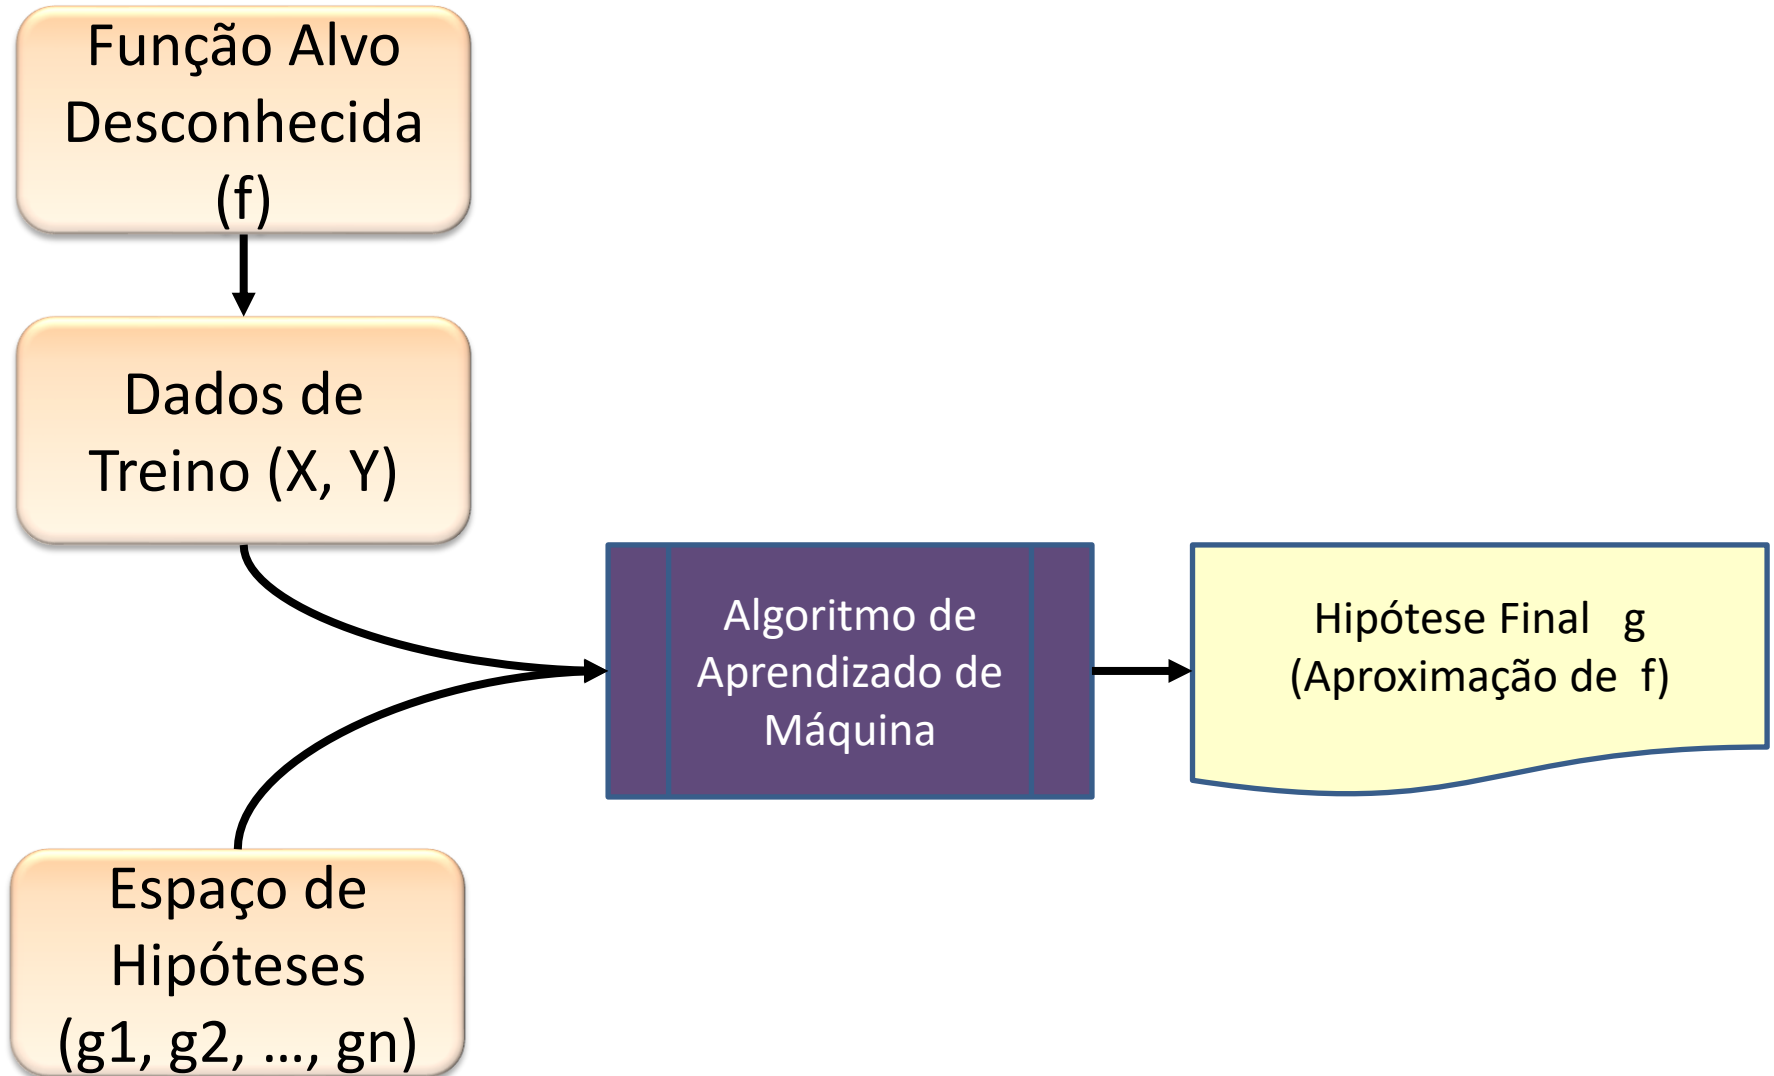 Função Alvo
Desconhecida
(f)
Dados de
Treino (X, Y)
Algoritmo de
Aprendizado de
Máquina
Hipótese Final g
(Aproximação de f)
Espaço de
Hipóteses
(g1, g2, ..., gn)